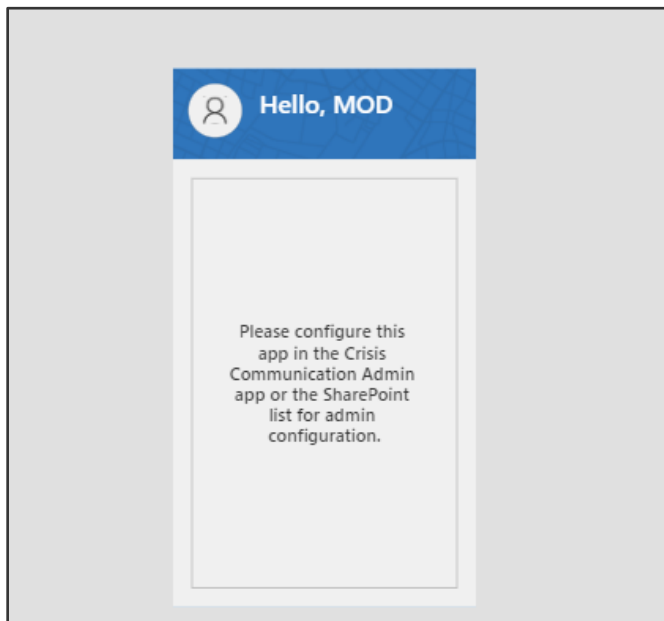 Hello, MOD
Please configure this
app in the Crisis
Communication Admin
app or the SharePoint
list for admin
configuration.